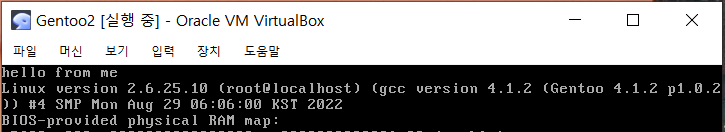 Gentoo2 [실행 중] - Oracle VM VirtualBox
파일 머신 보기 입력 장치 도움말
hello from me
Linux version 2.6.25.10 (root@localhost) (gcc version 4.1.2 (Gentoo 4.1.2 p1.0.2
)) #4 SMP Mon Aug 29 06:06:00 KST 2022
BIOS-provided physical RAM map: